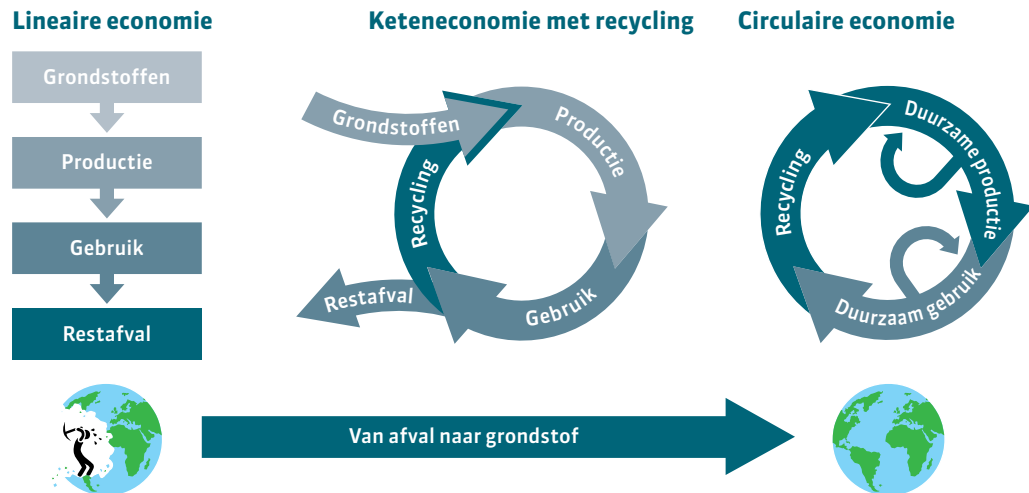 Lineaire economie
Grondstoffen
Productie
Gebruik
Restafval
Keteneconomie met recycling
Grondstoffen
Productie
Gebruik
Restafval
Recycling
Circulaire economie
Duurzame productie
Duurzaam gebruik
Recycling
Van afval naar grondstof